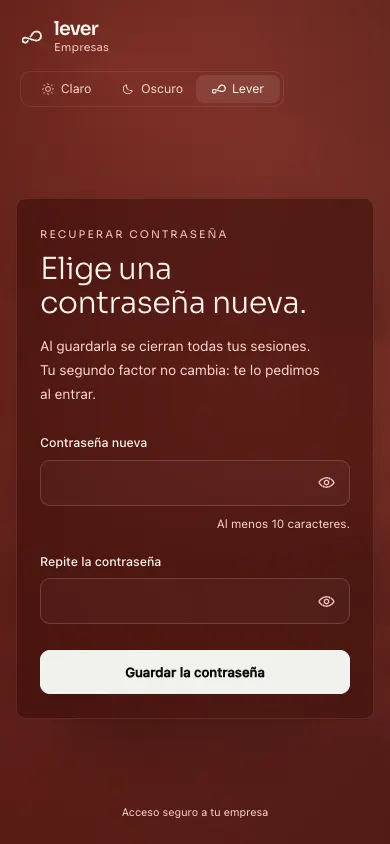 lever
Empresas
Claro
Oscuro
Lever
RECUPERAR CONTRASEÑA
Elige una
contraseña nueva.
Al guardarla se cierran todas tus sesiones.
Tu segundo factor no cambia: te lo pedimos
al entrar.
Contraseña nueva
Al menos 10 caracteres.
Repite la contraseña
Guardar la contraseña
Acceso seguro a tu empresa